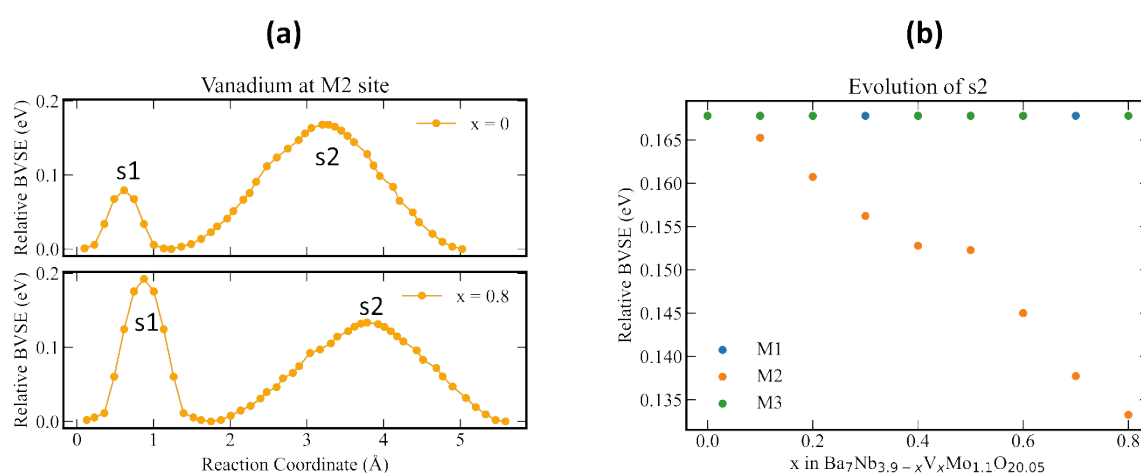 (a)
Vanadium at M2 site
0.2
0.1
0.0
Relative BVSE (eV)
x = 0
s1
s2
0.2
0.1
0.0
Relative BVSE (eV)
x = 0.8
s1
s2
0 1 2 3 4 5
Reaction Coordinate (Å)
(b)
Evolution of s2
0.165
0.160
0.155
0.150
0.145
0.140
0.135
Relative BVSE (eV)
M1
M2
M3
0.0 0.2 0.4 0.6 0.8
x in Ba₇Nb₃.₉₋ₓVₓMo₁.₁O₂₀.₀₅